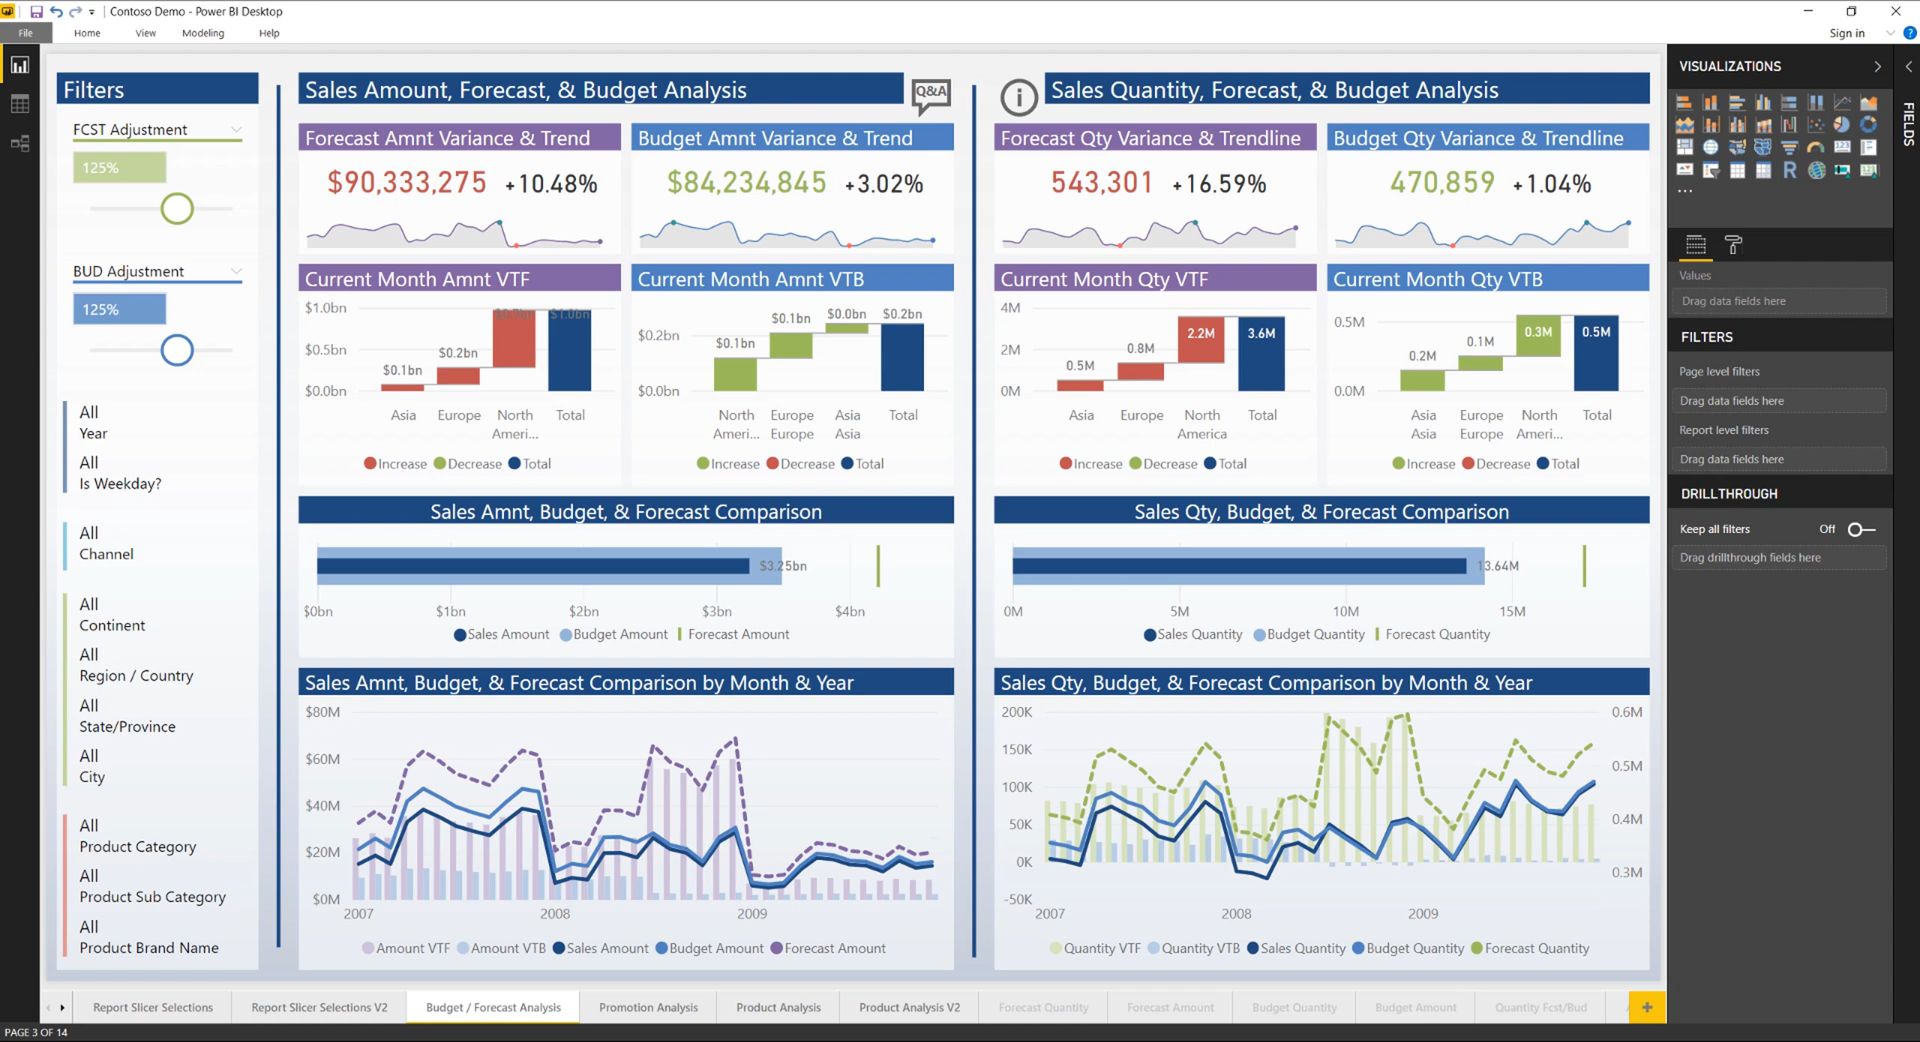 Contoso Demo - Power BI Desktop
File Home View Modeling Help
Sign in
Filters
FCST Adjustment
125%
BUD Adjustment
125%
All
Year
All
Is Weekday?
All
Channel
All
Continent
All
Region / Country
All
State/Province
All
City
All
Product Category
All
Product Sub Category
All
Product Brand Name
Sales Amount, Forecast, & Budget Analysis
Q&A
Forecast Amnt Variance & Trend
$90,333,275 +10.48%
Budget Amnt Variance & Trend
$84,234,845 +3.02%
Current Month Amnt VTF
$1.0bn
$0.5bn
$0.0bn
$0.1bn
$0.2bn
$1.0bn
Asia Europe North Total
Ameri...
Increase Decrease Total
Current Month Amnt VTB
$0.2bn
$0.0bn
$0.1bn
$0.1bn
$0.0bn
$0.2bn
North Europe Asia Total
Ameri... Europe Asia
Increase Decrease Total
Sales Amnt, Budget, & Forecast Comparison
$3.25bn
$0bn $1bn $2bn $3bn $4bn
Sales Amount Budget Amount Forecast Amount
Sales Amnt, Budget, & Forecast Comparison by Month & Year
$80M
$60M
$40M
$20M
$0M
2007 2008 2009
Amount VTF Amount VTB Sales Amount Budget Amount Forecast Amount
i
Sales Quantity, Forecast, & Budget Analysis
Forecast Qty Variance & Trendline
543,301 +16.59%
Budget Qty Variance & Trendline
470,859 +1.04%
Current Month Qty VTF
4M
2M
0M
0.5M
0.8M
2.2M
3.6M
Asia Europe North Total
America
Increase Decrease Total
Current Month Qty VTB
0.5M
0.0M
0.2M
0.1M
0.3M
0.5M
Asia Europe North Total
Asia Europe Ameri...
Increase Decrease Total
Sales Qty, Budget, & Forecast Comparison
13.64M
0M 5M 10M 15M
Sales Quantity Budget Quantity Forecast Quantity
Sales Qty, Budget, & Forecast Comparison by Month & Year
200K
150K
100K
50K
0K
-50K
0.6M
0.5M
0.4M
0.3M
2007 2008 2009
Quantity VTF Quantity VTB Sales Quantity Budget Quantity Forecast Quantity
VISUALIZATIONS
R
...
Values
Drag data fields here
FILTERS
Page level filters
Drag data fields here
Report level filters
Drag data fields here
DRILLTHROUGH
Keep all filters Off
Drag drillthrough fields here
FIELDS
Report Slicer Selections Report Slicer Selections V2 Budget / Forecast Analysis Promotion Analysis Product Analysis Product Analysis V2 Forecast Quantity Forecast Amount Budget Quantity Budget Amount Quantity Fcst/Bud
PAGE 3 OF 14